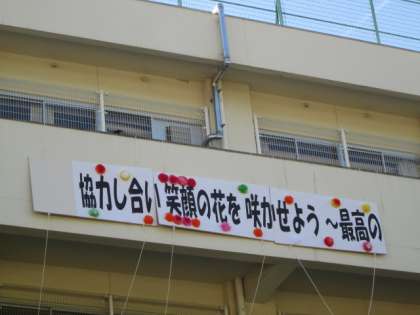 協力し合い 笑顔の花を 咲かせよう ～最高の